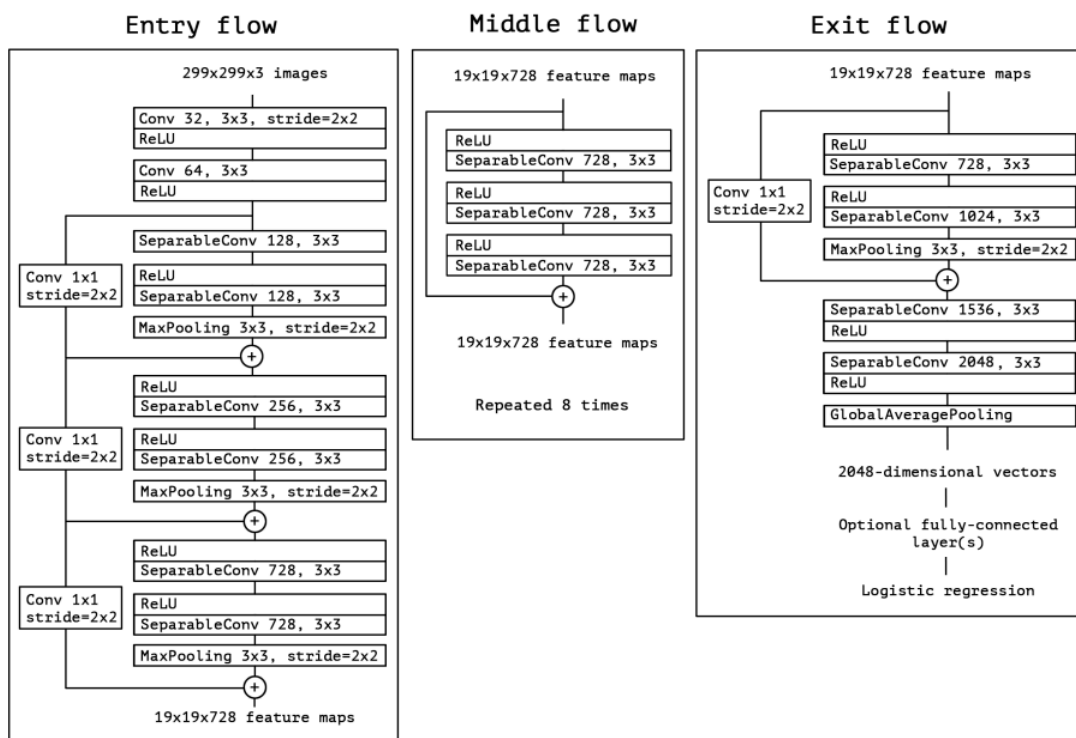 Entry flow
299x299x3 images
Conv 32, 3x3, stride=2x2
ReLU
Conv 64, 3x3
ReLU
SeparableConv 128, 3x3
Conv 1x1
stride=2x2
ReLU
SeparableConv 128, 3x3
MaxPooling 3x3, stride=2x2
+
ReLU
SeparableConv 256, 3x3
Conv 1x1
stride=2x2
ReLU
SeparableConv 256, 3x3
MaxPooling 3x3, stride=2x2
+
ReLU
SeparableConv 728, 3x3
Conv 1x1
stride=2x2
ReLU
SeparableConv 728, 3x3
MaxPooling 3x3, stride=2x2
+
19x19x728 feature maps
Middle flow
19x19x728 feature maps
ReLU
SeparableConv 728, 3x3
ReLU
SeparableConv 728, 3x3
ReLU
SeparableConv 728, 3x3
+
19x19x728 feature maps
Repeated 8 times
Exit flow
19x19x728 feature maps
ReLU
SeparableConv 728, 3x3
Conv 1x1
stride=2x2
ReLU
SeparableConv 1024, 3x3
MaxPooling 3x3, stride=2x2
+
SeparableConv 1536, 3x3
ReLU
SeparableConv 2048, 3x3
ReLU
GlobalAveragePooling
2048-dimensional vectors
Optional fully-connected
layer(s)
Logistic regression